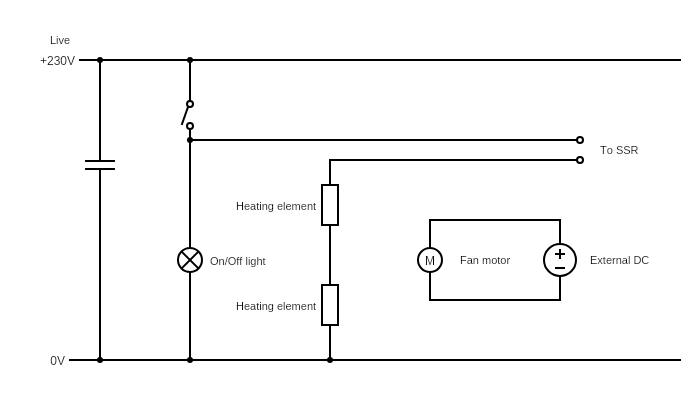 Live
+230V
To SSR
Heating element
M
Fan motor
External DC
On/Off light
Heating element
0V